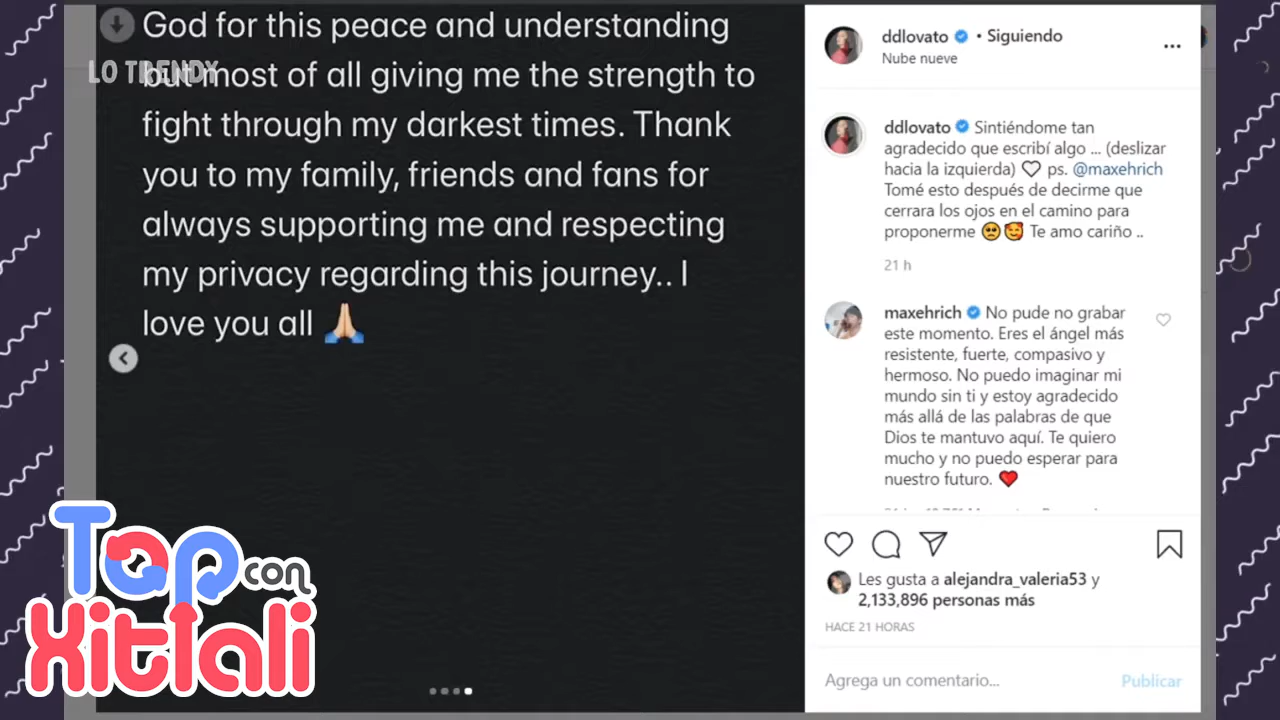 God for this peace and understanding
but most of all giving me the strength to
fight through my darkest times. Thank
you to my family, friends and fans for
always supporting me and respecting
my privacy regarding this journey.. I
love you all 🙏🏻
LO TRENDX
ddlovato • Siguiendo
Nube nueve
ddlovato Sintiéndome tan
agradecido que escribí algo ... (deslizar
hacia la izquierda) ♡ ps. @maxehrich
Tomé esto después de decirme que
cerrara los ojos en el camino para
proponerme 🥺🥰 Te amo cariño ..
21 h
maxehrich No pude no grabar
este momento. Eres el ángel más
resistente, fuerte, compasivo y
hermoso. No puedo imaginar mi
mundo sin ti y estoy agradecido
más allá de las palabras de que
Dios te mantuvo aquí. Te quiero
mucho y no puedo esperar para
nuestro futuro. ❤️
Les gusta a alejandra_valeria53 y
2,133,896 personas más
HACE 21 HORAS
Agrega un comentario... Publicar
Top con
Xitlali